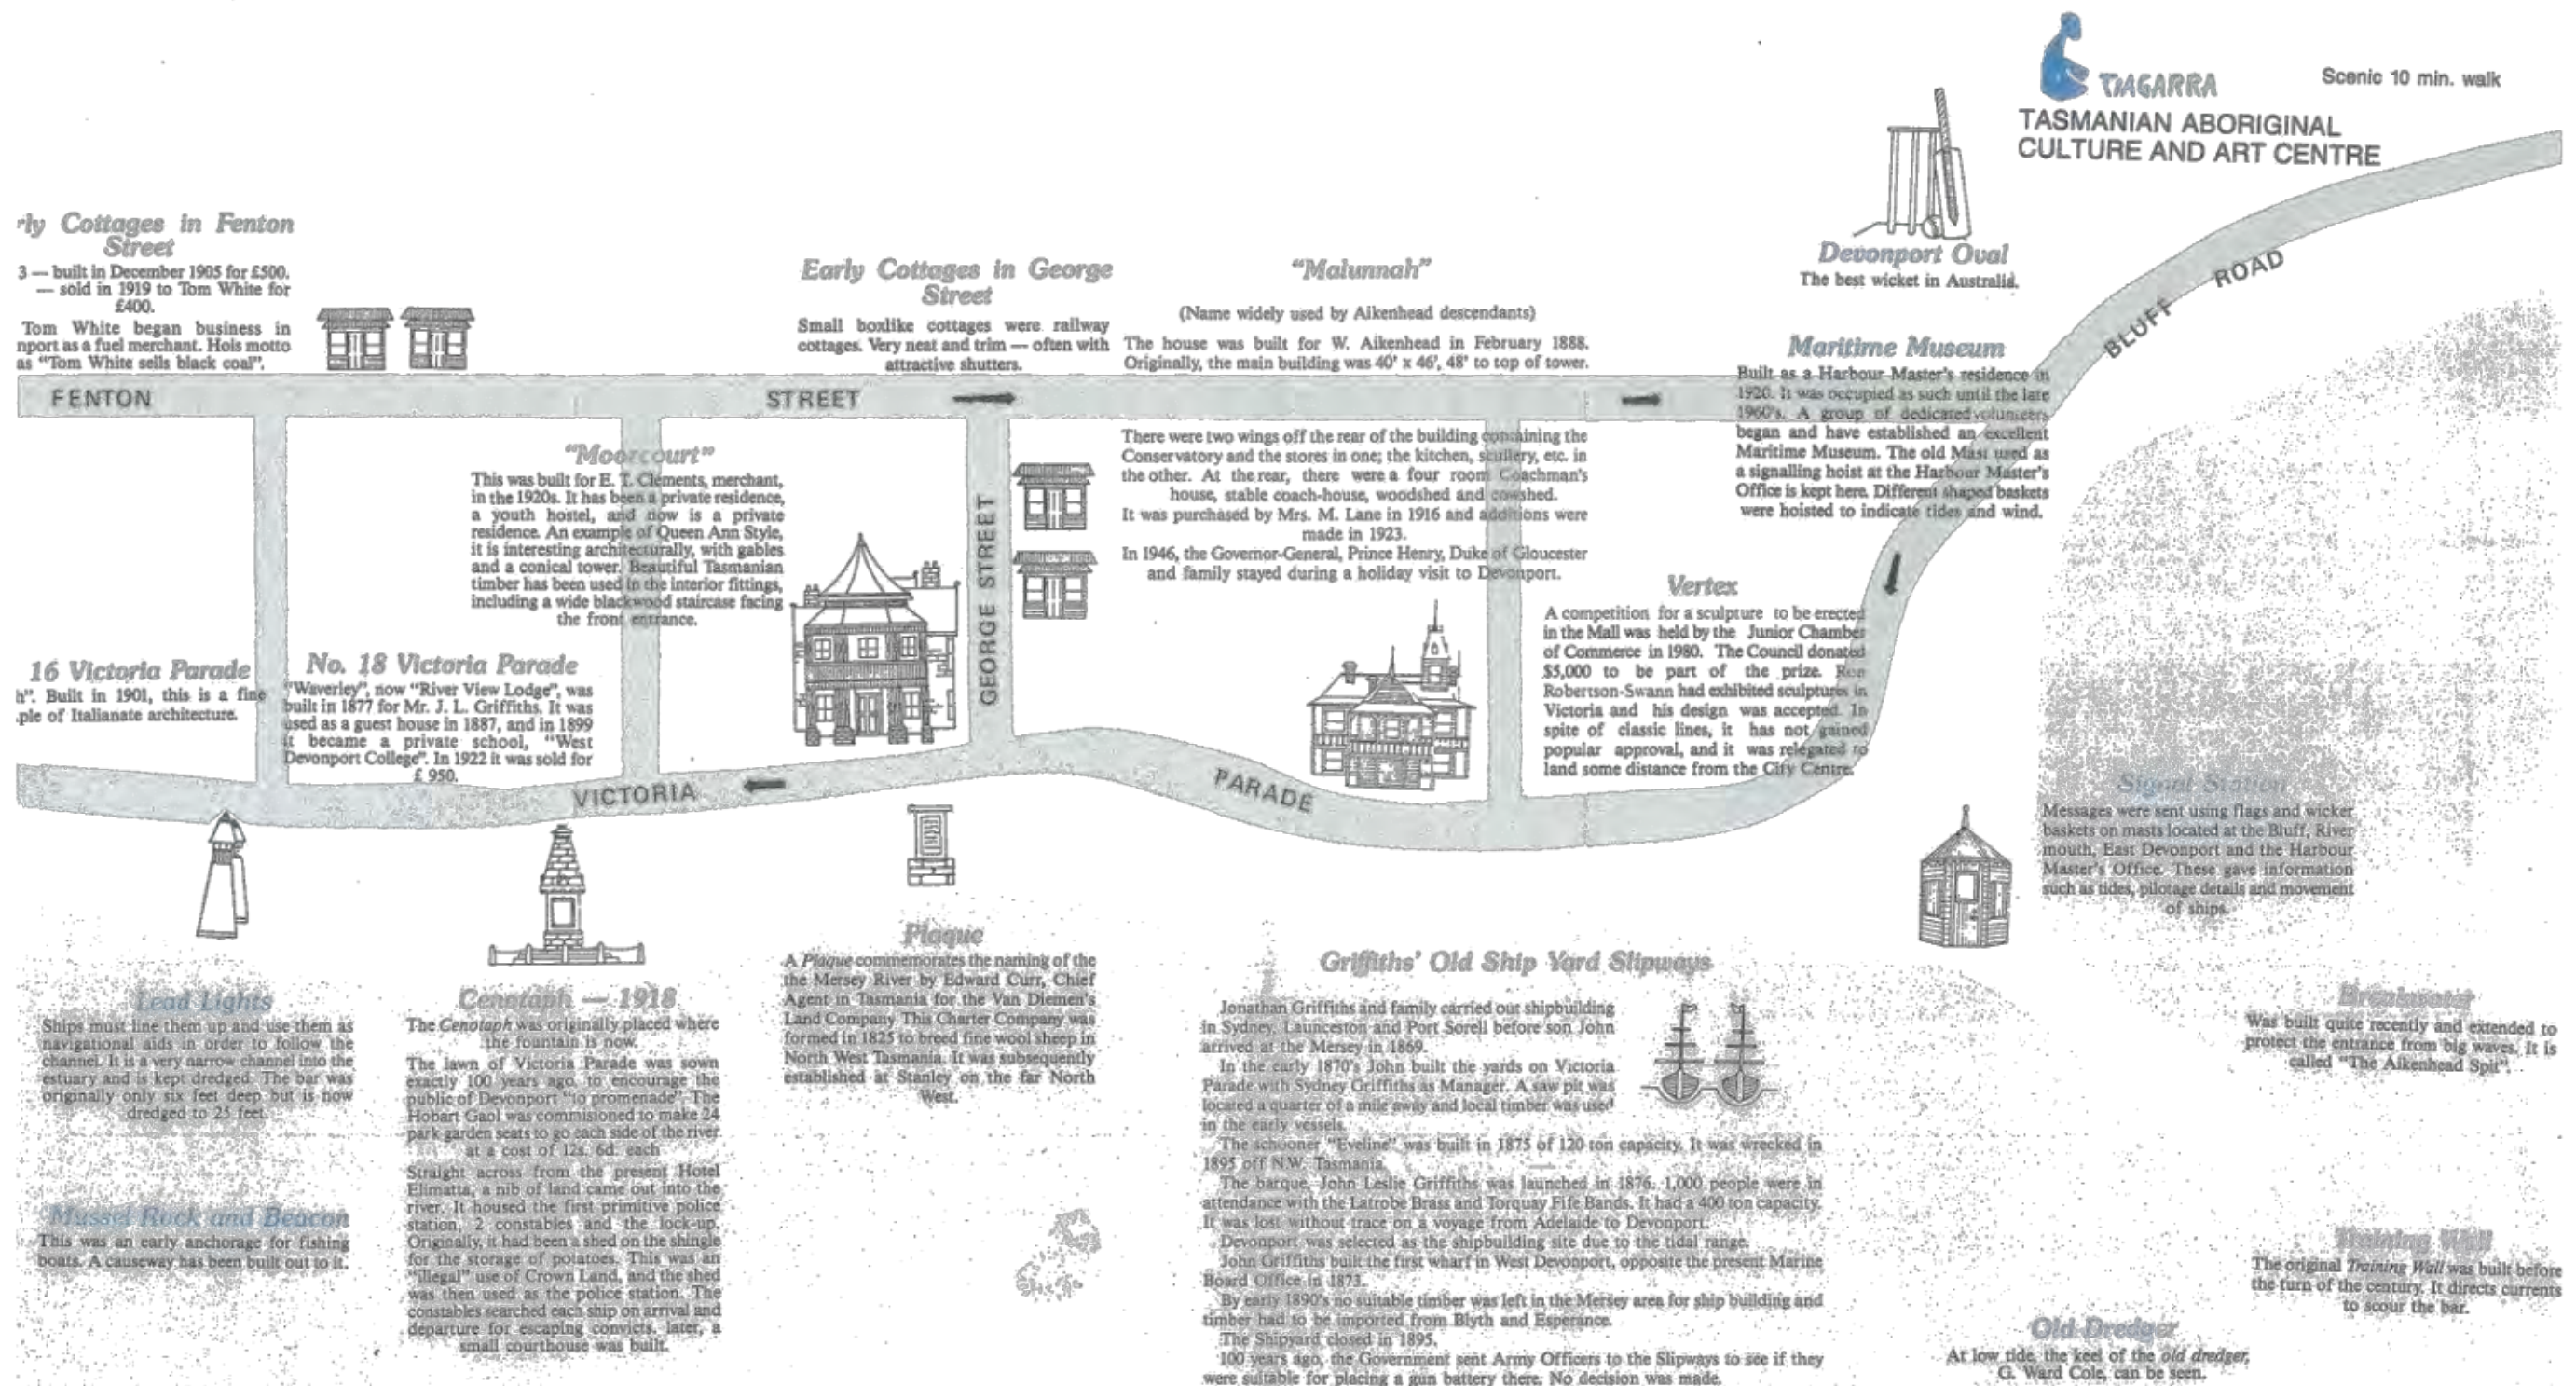 TIAGARRA
Scenic 10 min. walk
TASMANIAN ABORIGINAL
CULTURE AND ART CENTRE
rly Cottages in Fenton
Street
3 — built in December 1905 for £500.
— sold in 1919 to Tom White for
£400.
Tom White began business in
nport as a fuel merchant. Hois motto
as "Tom White sells black coal".
Early Cottages in George
Street
Small boxlike cottages were railway
cottages. Very neat and trim — often with
attractive shutters.
"Malunnah"
(Name widely used by Aikenhead descendants)
The house was built for W. Aikenhead in February 1888.
Originally, the main building was 40' x 46', 48' to top of tower.
Devonport Oval
The best wicket in Australia.
BLUFF ROAD
Maritime Museum
Built as a Harbour Master's residence in
1920. It was occupied as such until the late
1960's. A group of dedicated volunteers
began and have established an excellent
Maritime Museum. The old Mast used as
a signalling hoist at the Harbour Master's
Office is kept here. Different shaped baskets
were hoisted to indicate tides and wind.
FENTON STREET
"Moorcourt"
This was built for E. T. Clements, merchant,
in the 1920s. It has been a private residence,
a youth hostel, and now is a private
residence. An example of Queen Ann Style,
it is interesting architecturally, with gables
and a conical tower. Beautiful Tasmanian
timber has been used in the interior fittings,
including a wide blackwood staircase facing
the front entrance.
GEORGE STREET
There were two wings off the rear of the building containing the
Conservatory and the stores in one; the kitchen, scullery, etc. in
the other. At the rear, there were a four room Coachman's
house, stable coach-house, woodshed and cowshed.
It was purchased by Mrs. M. Lane in 1916 and additions were
made in 1923.
In 1946, the Governor-General, Prince Henry, Duke of Gloucester
and family stayed during a holiday visit to Devonport.
Vertex
A competition for a sculpture to be erected
in the Mall was held by the Junior Chamber
of Commerce in 1980. The Council donated
$5,000 to be part of the prize. Ron
Robertson-Swann had exhibited sculptures in
Victoria and his design was accepted. In
spite of classic lines, it has not gained
popular approval, and it was relegated to
land some distance from the City Centre.
16 Victoria Parade
h". Built in 1901, this is a fine
ple of Italianate architecture.
No. 18 Victoria Parade
"Waverley", now "River View Lodge", was
built in 1877 for Mr. J. L. Griffiths. It was
used as a guest house in 1887, and in 1899
it became a private school, "West
Devonport College". In 1922 it was sold for
£ 950.
VICTORIA PARADE
Signal Station
Messages were sent using flags and wicker
baskets on masts located at the Bluff, River
mouth, East Devonport and the Harbour
Master's Office. These gave information
such as tides, pilotage details and movement
of ships.
Lead Lights
Ships must line them up and use them as
navigational aids in order to follow the
channel. It is a very narrow channel into the
estuary and is kept dredged. The bar was
originally only six feet deep but is now
dredged to 25 feet.
Mussel Rock and Beacon
This was an early anchorage for fishing
boats. A causeway has been built out to it.
Cenotaph — 1918
The Cenotaph was originally placed where
the fountain is now.
The lawn of Victoria Parade was sown
exactly 100 years ago, to encourage the
public of Devonport "to promenade". The
Hobart Gaol was commisioned to make 24
park garden seats to go each side of the river
at a cost of 12s. 6d. each
Straight across from the present Hotel
Elimatta, a nib of land came out into the
river. It housed the first primitive police
station, 2 constables and the lock-up.
Originally, it had been a shed on the shingle
for the storage of potatoes. This was an
"illegal" use of Crown Land, and the shed
was then used as the police station. The
constables searched each ship on arrival and
departure for escaping convicts. later, a
small courthouse was built.
Plaque
A Plaque commemorates the naming of the
the Mersey River by Edward Curr, Chief
Agent in Tasmania for the Van Diemen's
Land Company This Charter Company was
formed in 1825 to breed fine wool sheep in
North West Tasmania. It was subsequently
established at Stanley on the far North
West.
Griffiths' Old Ship Yard Slipways
Jonathan Griffiths and family carried out shipbuilding
in Sydney, Launceston and Port Sorell before son John
arrived at the Mersey in 1869.
In the early 1870's John built the yards on Victoria
Parade with Sydney Griffiths as Manager. A saw pit was
located a quarter of a mile away and local timber was used
in the early vessels.
The schooner "Eveline" was built in 1875 of 120 ton capacity. It was wrecked in
1895 off N.W. Tasmania.
The barque, John Leslie Griffiths was launched in 1876. 1,000 people were in
attendance with the Latrobe Brass and Torquay Fife Bands. It had a 400 ton capacity.
It was lost without trace on a voyage from Adelaide to Devonport.
Devonport was selected as the shipbuilding site due to the tidal range.
John Griffiths built the first wharf in West Devonport, opposite the present Marine
Board Office in 1873.
By early 1890's no suitable timber was left in the Mersey area for ship building and
timber had to be imported from Blyth and Esperance.
The Shipyard closed in 1895.
100 years ago, the Government sent Army Officers to the Slipways to see if they
were suitable for placing a gun battery there. No decision was made.
Breakwater
Was built quite recently and extended to
protect the entrance from big waves. It is
called "The Aikenhead Spit".
Training Wall
The original Training Wall was built before
the turn of the century. It directs currents
to scour the bar.
Old Dredger
At low tide, the keel of the old dredger,
G. Ward Cole, can be seen.